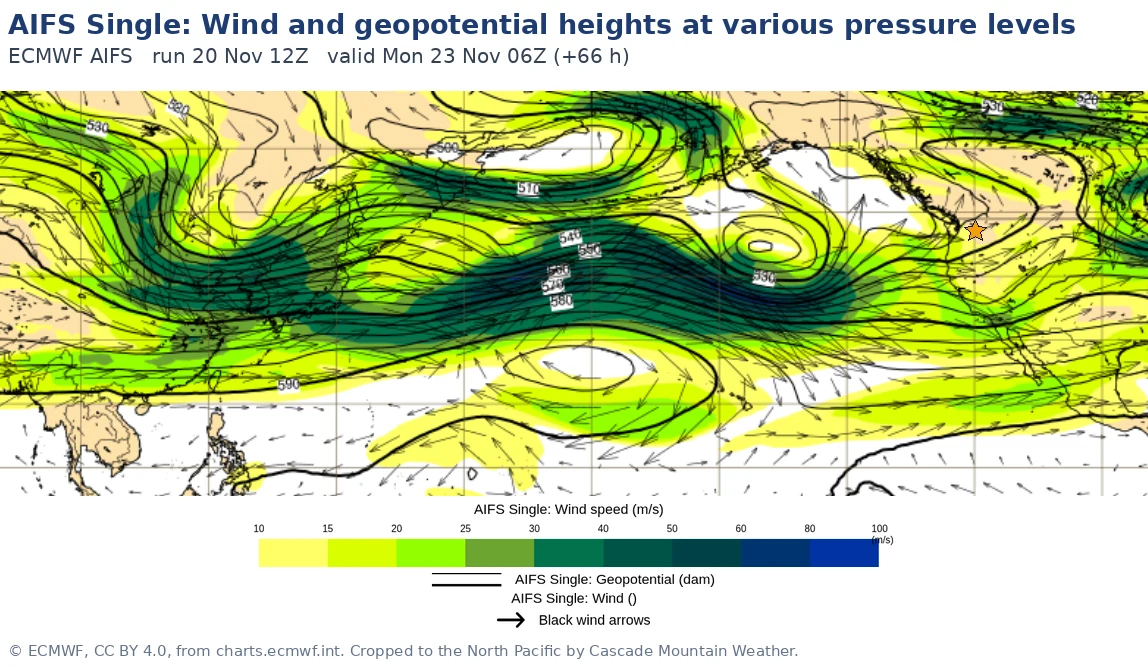 AIFS Single: Wind and geopotential heights at various pressure levels
ECMWF AIFS run 20 Nov 12Z valid Mon 23 Nov 06Z (+66 h)
520
530
530
520
500
510
540
550
560
570
580
530
590
AIFS Single: Wind speed (m/s)
10 15 20 25 30 40 50 60 80 100
(m/s)
AIFS Single: Geopotential (dam)
AIFS Single: Wind ()
Black wind arrows
© ECMWF, CC BY 4.0, from charts.ecmwf.int. Cropped to the North Pacific by Cascade Mountain Weather.